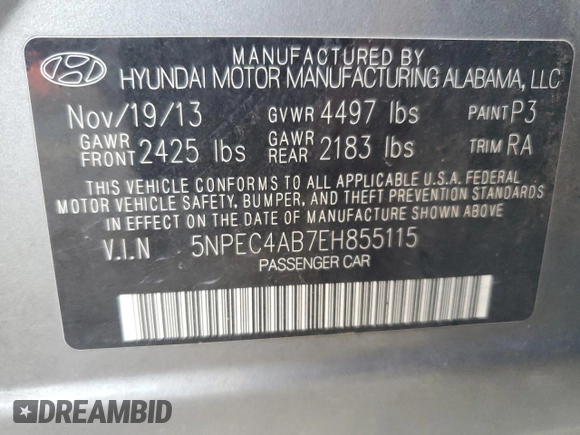 MANUFACTURED BY
HYUNDAI MOTOR MANUFACTURING ALABAMA, LLC
Nov/19/13 GVWR 4497 lbs PAINT P3
GAWR FRONT 2425 lbs GAWR REAR 2183 lbs TRIM RA
THIS VEHICLE CONFORMS TO ALL APPLICABLE U.S.A. FEDERAL
MOTOR VEHICLE SAFETY, BUMPER, AND THEFT PREVENTION STANDARDS
IN EFFECT ON THE DATE OF MANUFACTURE SHOWN ABOVE.
V.I.N 5NPEC4AB7EH855115
PASSENGER CAR
DREAMBID